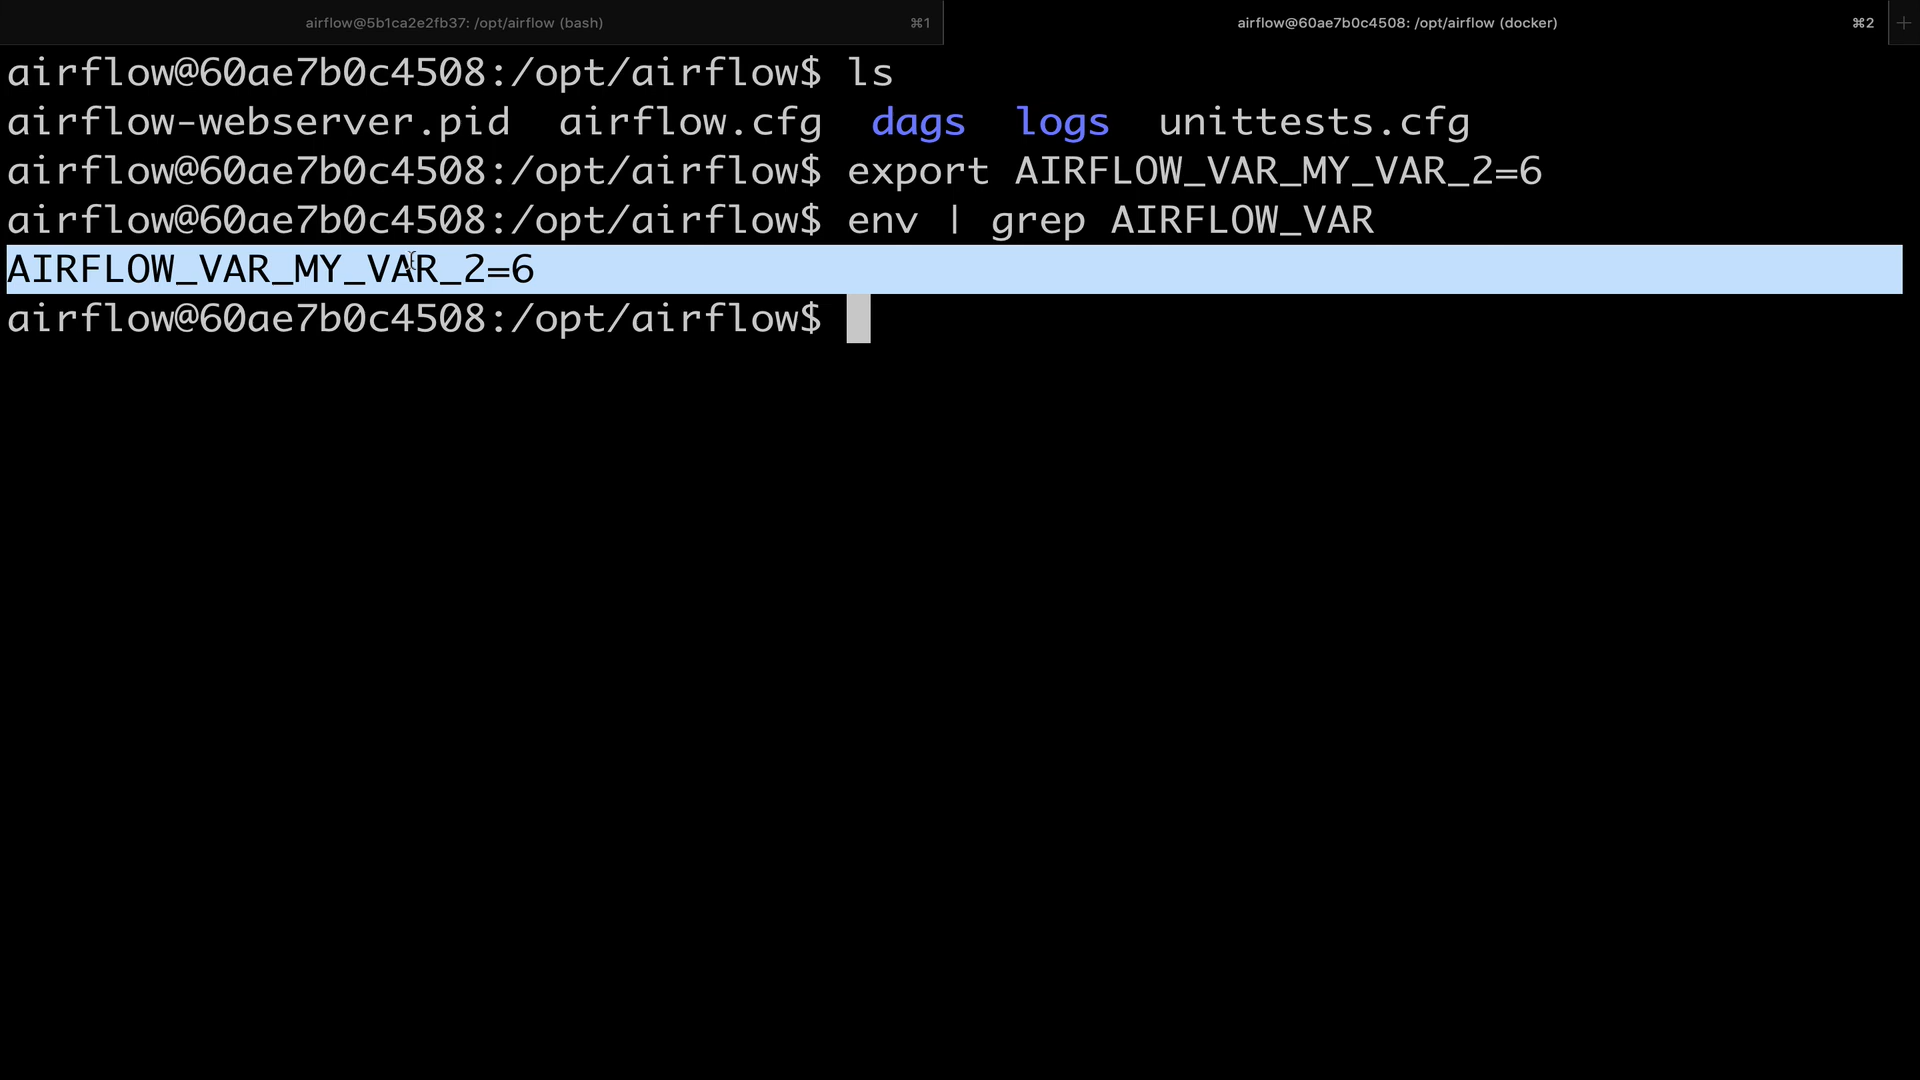 airflow@5b1ca2e2fb37: /opt/airflow (bash) ⌘1 airflow@60ae7b0c4508: /opt/airflow (docker) ⌘2 +
airflow@60ae7b0c4508:/opt/airflow$ ls
airflow-webserver.pid airflow.cfg dags logs unittests.cfg
airflow@60ae7b0c4508:/opt/airflow$ export AIRFLOW_VAR_MY_VAR_2=6
airflow@60ae7b0c4508:/opt/airflow$ env | grep AIRFLOW_VAR
AIRFLOW_VAR_MY_VAR_2=6
airflow@60ae7b0c4508:/opt/airflow$